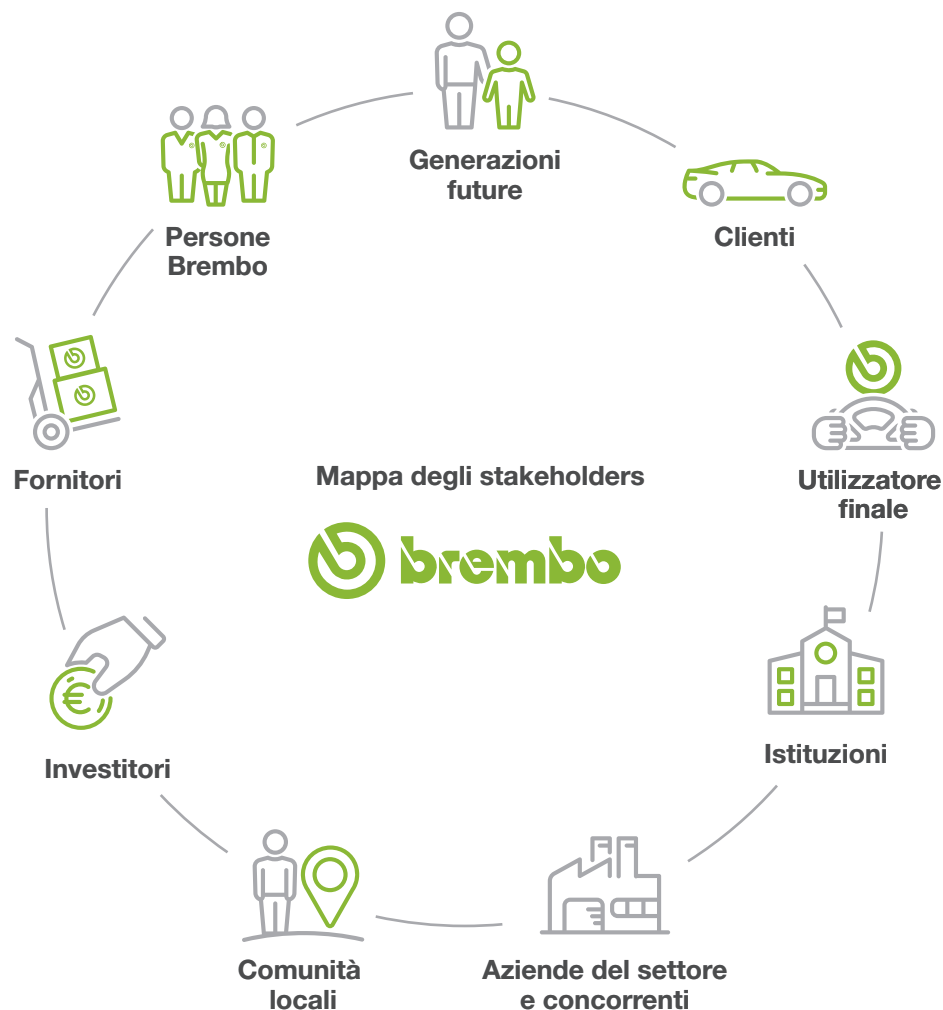 Generazioni
future
Clienti
Persone
Brembo
Utilizzatore
finale
Fornitori
Mappa degli stakeholders
brembo
Istituzioni
Investitori
€
Comunità
locali
Aziende del settore
e concorrenti